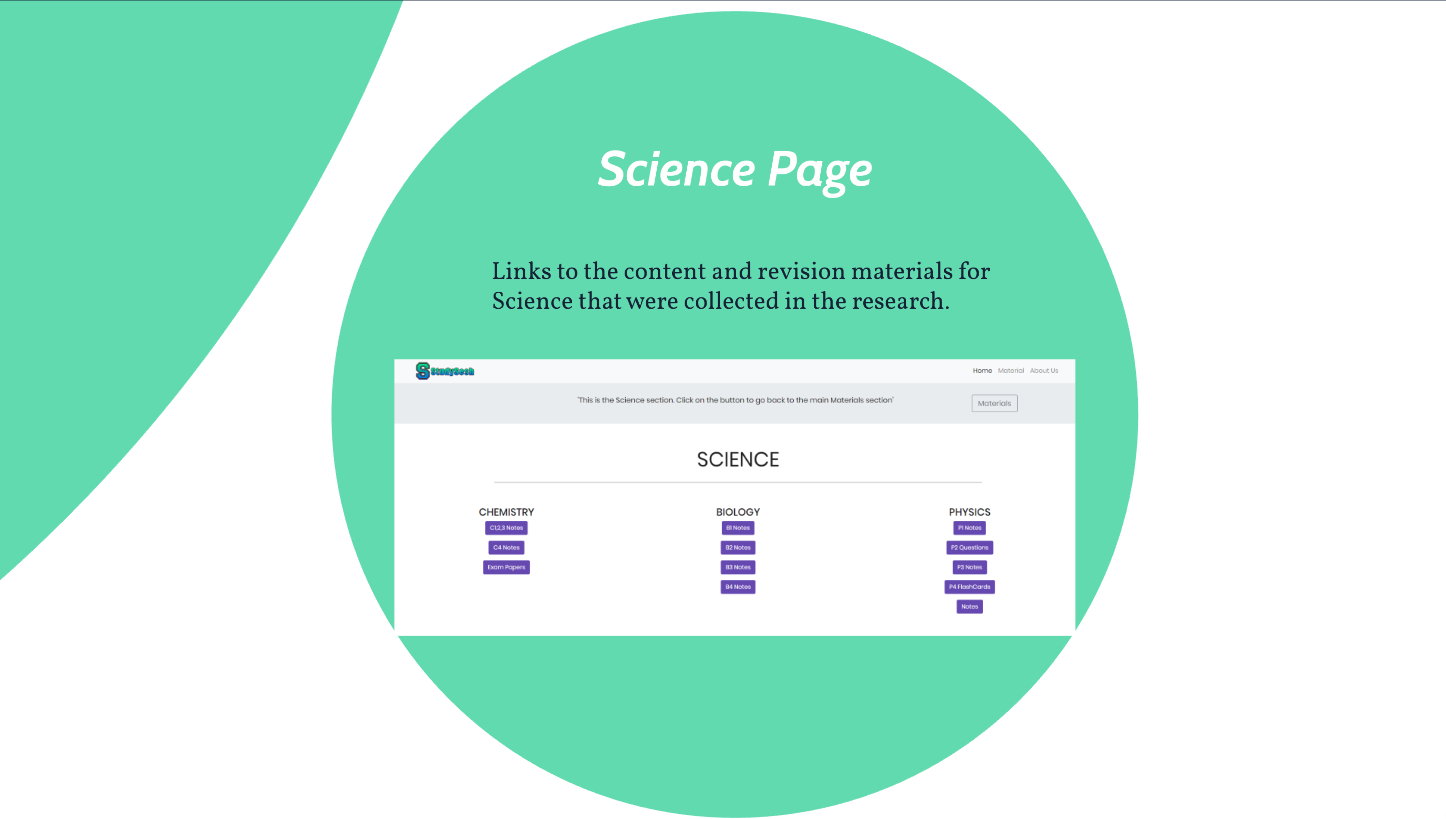 Science Page
Links to the content and revision materials for
Science that were collected in the research.
StudySesh
Home Material About Us
"This is the Science section. Click on the button to go back to the main Materials section"
Materials
SCIENCE
CHEMISTRY
C1,2,3 Notes
C4 Notes
Exam Papers
BIOLOGY
B1 Notes
B2 Notes
B3 Notes
B4 Notes
PHYSICS
P1 Notes
P2 Questions
P3 Notes
P4 FlashCards
Notes